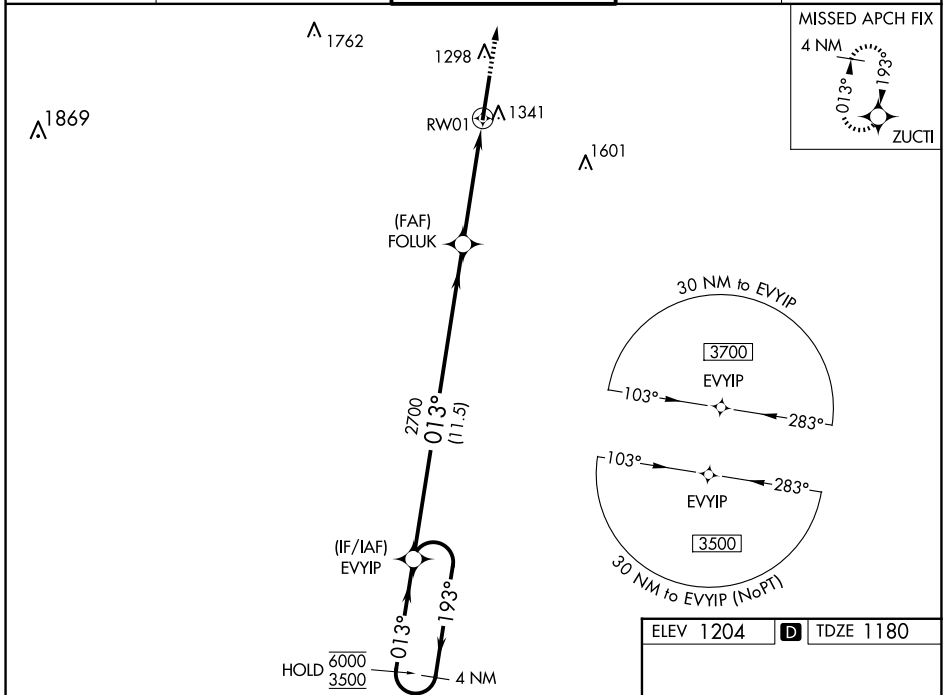 MISSED APCH FIX
4 NM
013°
193°
ZUCTI
1762
1298
1869
RW01
1341
1601
(FAF)
FOLUK
30 NM to EVYIP
3700
EVYIP
103°
283°
2700
013°
(11.5)
103°
283°
EVYIP
3500
30 NM to EVYIP (NoPT)
(IF/IAF)
EVYIP
013°
193°
HOLD 6000
3500
4 NM
ELEV 1204 D TDZE 1180